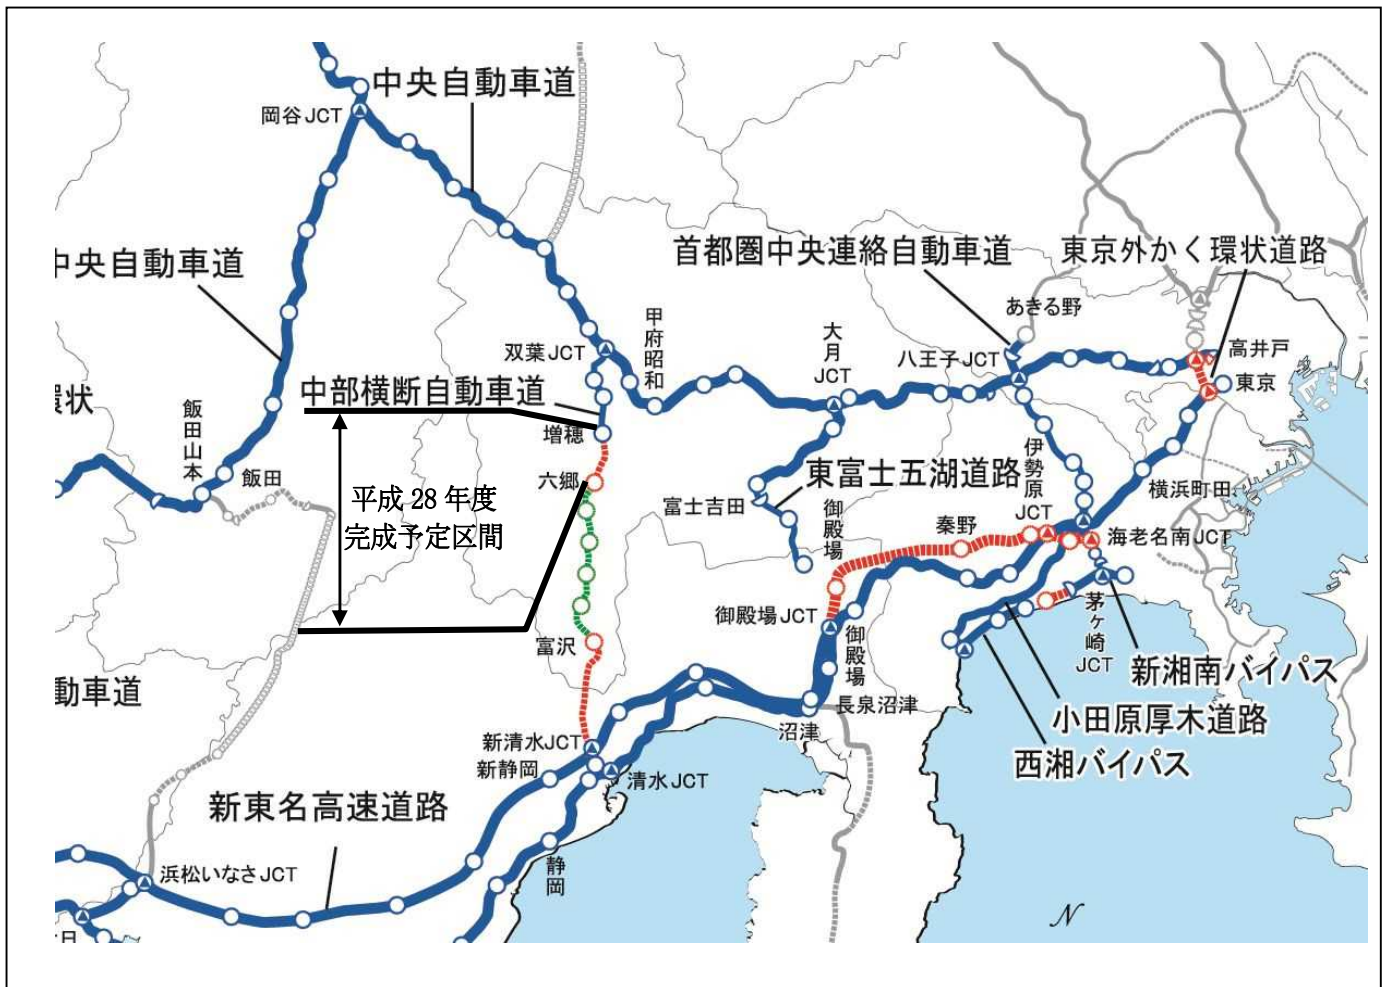 中央自動車道
岡谷JCT
中央自動車道
首都圏中央連絡自動車道
東京外かく環状道路
あきる野
双葉JCT
甲府昭和
大月JCT
八王子JCT
高井戸
東京
中部横断自動車道
環状
飯田山本
飯田
増穂
六郷
平成28年度
完成予定区間
東富士五湖道路
富士吉田
御殿場
秦野
伊勢原JCT
横浜町田
海老名南JCT
御殿場JCT
御殿場
茅ヶ崎JCT
富沢
新湘南バイパス
動車道
長泉沼津
沼津
小田原厚木道路
西湘バイパス
新清水JCT
新静岡
清水JCT
新東名高速道路
静岡
浜松いなさJCT
N
日